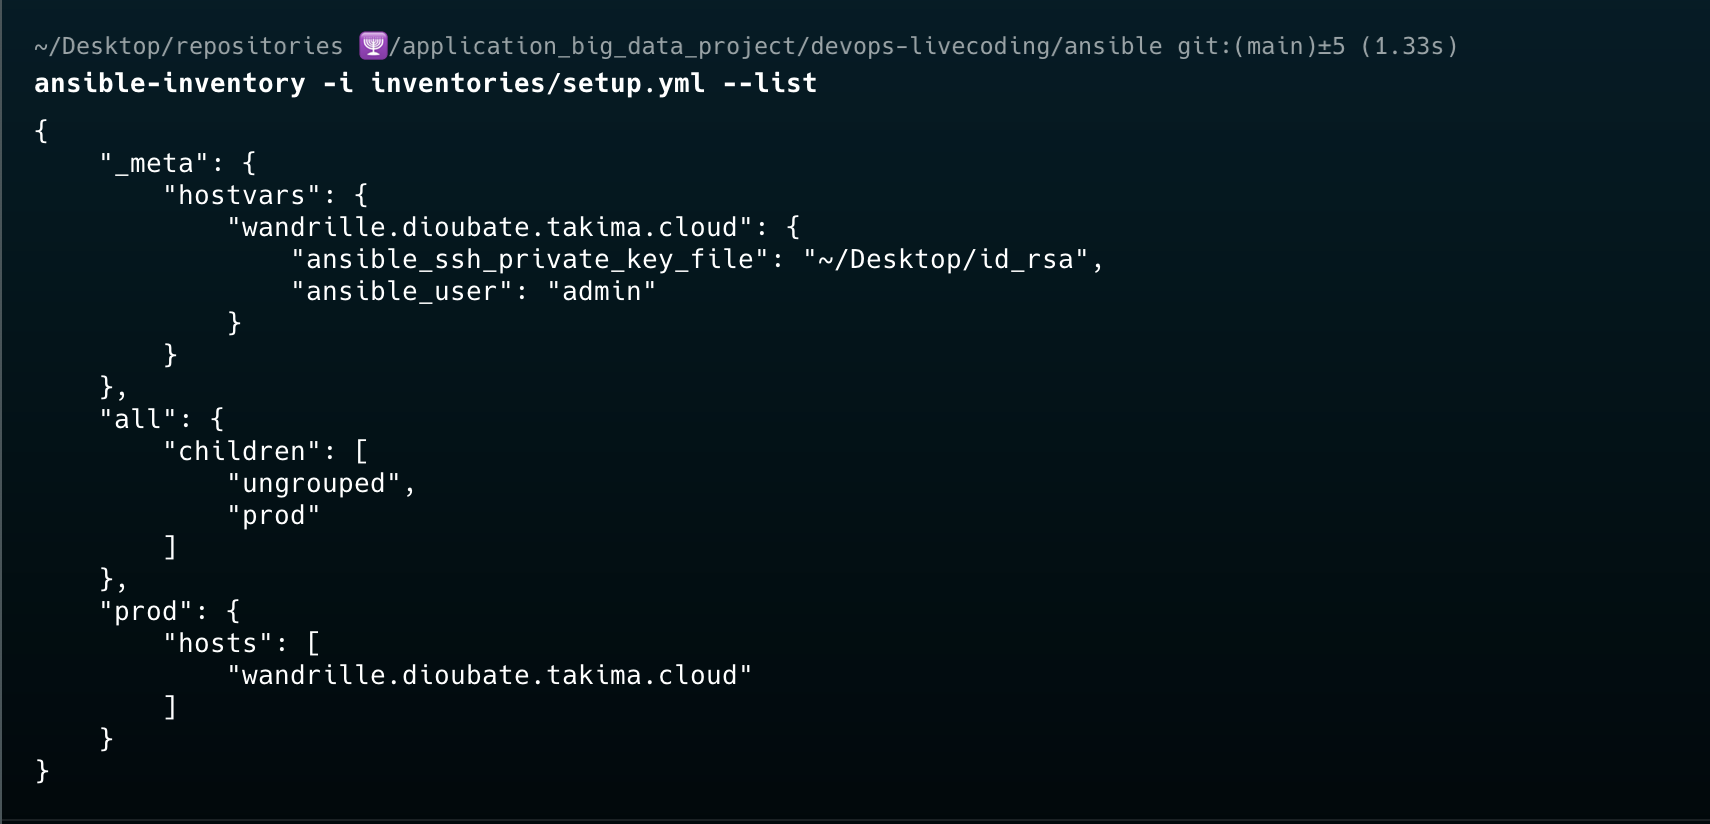 ~/Desktop/repositories 🕎/application_big_data_project/devops-livecoding/ansible git:(main)±5 (1.33s)
ansible-inventory -i inventories/setup.yml --list
{
    "_meta": {
        "hostvars": {
            "wandrille.dioubate.takima.cloud": {
                "ansible_ssh_private_key_file": "~/Desktop/id_rsa",
                "ansible_user": "admin"
            }
        }
    },
    "all": {
        "children": [
            "ungrouped",
            "prod"
        ]
    },
    "prod": {
        "hosts": [
            "wandrille.dioubate.takima.cloud"
        ]
    }
}